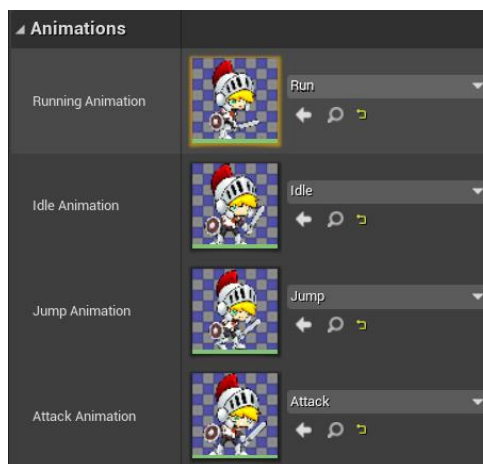 Animations
Running Animation
Run
Idle Animation
Idle
Jump Animation
Jump
Attack Animation
Attack